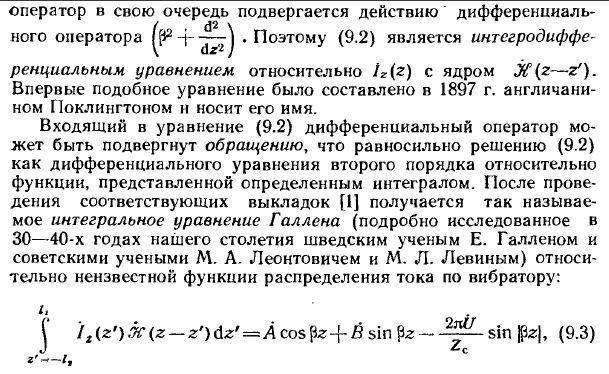 оператор в свою очередь подвергается действию дифференциаль-
ного оператора (β² + d²/dz²). Поэтому (9.2) является интегродиффе-
ренциальным уравнением относительно İz(z) с ядром 𝒦̇(z—z′).
Впервые подобное уравнение было составлено в 1897 г. англичани-
ном Поклингтоном и носит его имя.
Входящий в уравнение (9.2) дифференциальный оператор мо-
жет быть подвергнут обращению, что равносильно решению (9.2)
как дифференциального уравнения второго порядка относительно
функции, представленной определенным интегралом. После прове-
дения соответствующих выкладок [1] получается так называе-
мое интегральное уравнение Галлена (подробно исследованное в
30—40-х годах нашего столетия шведским ученым Е. Галленом и
советскими учеными М. А. Леонтовичем и М. Л. Левиным) относи-
тельно неизвестной функции распределения тока по вибратору:
∫_{z′=−l₂}^{l₁} İz(z′) 𝒦̇(z−z′) dz′ = Ȧ cos βz + Ḃ sin βz − (2πU̇/Zc) sin |βz|, (9.3)